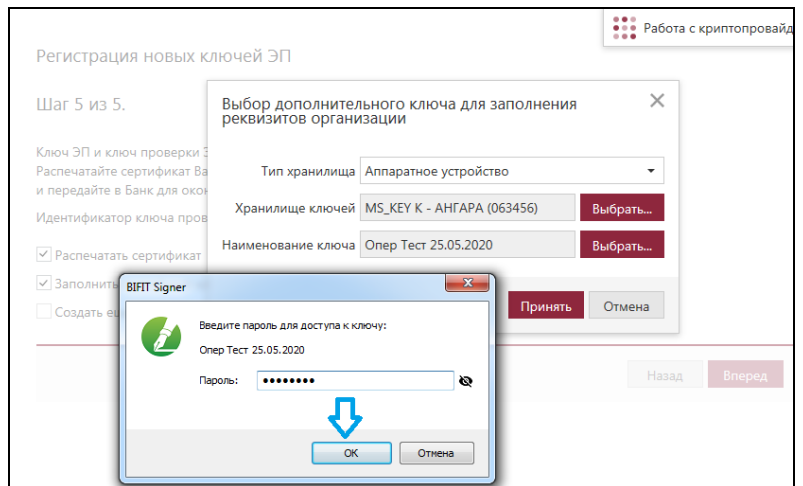 Работа с криптопровайд
Регистрация новых ключей ЭП
Шаг 5 из 5.
Ключ ЭП и ключ проверки
Распечатайте сертификат Ва
и передайте в Банк для окон
Идентификатор ключа пров
Распечатать сертификат
Заполнить
Создать ещ
Выбор дополнительного ключа для заполнения
реквизитов организации
Тип хранилища Аппаратное устройство
Хранилище ключей MS_KEY K - АНГАРА (063456) Выбрать...
Наименование ключа Опер Тест 25.05.2020 Выбрать...
Принять Отмена
Назад Вперед
BIFIT Signer
Введите пароль для доступа к ключу:
Опер Тест 25.05.2020
Пароль: ••••••••
OK Отмена